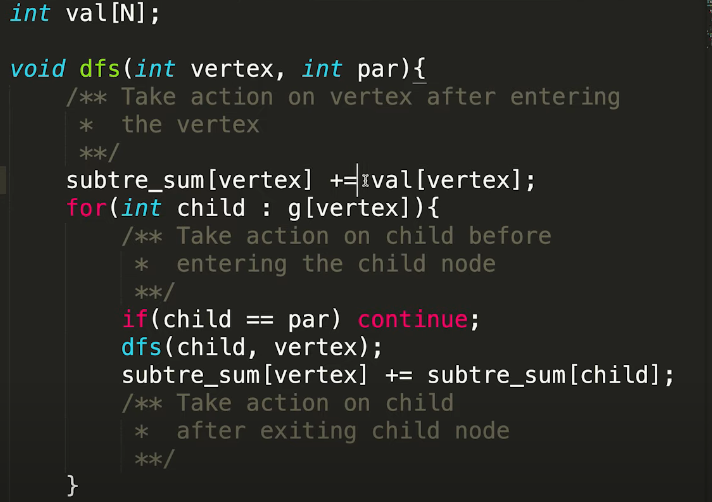 int val[N];
void dfs(int vertex, int par){
/** Take action on vertex after entering
* the vertex
**/
subtre_sum[vertex] += val[vertex];
for(int child : g[vertex]){
/** Take action on child before
* entering the child node
**/
if(child == par) continue;
dfs(child, vertex);
subtre_sum[vertex] += subtre_sum[child];
/** Take action on child
* after exiting child node
**/
}